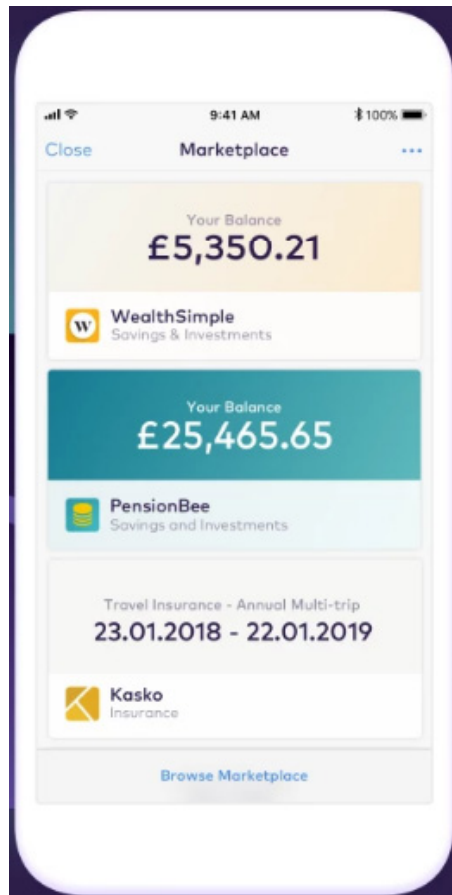 9:41 AM
100%
Close
Marketplace
Your Balance
£5,350.21
W
WealthSimple
Savings & Investments
Your Balance
£25,465.65
PensionBee
Savings and Investments
Travel Insurance - Annual Multi-trip
23.01.2018 - 22.01.2019
Kasko
Insurance
Browse Marketplace